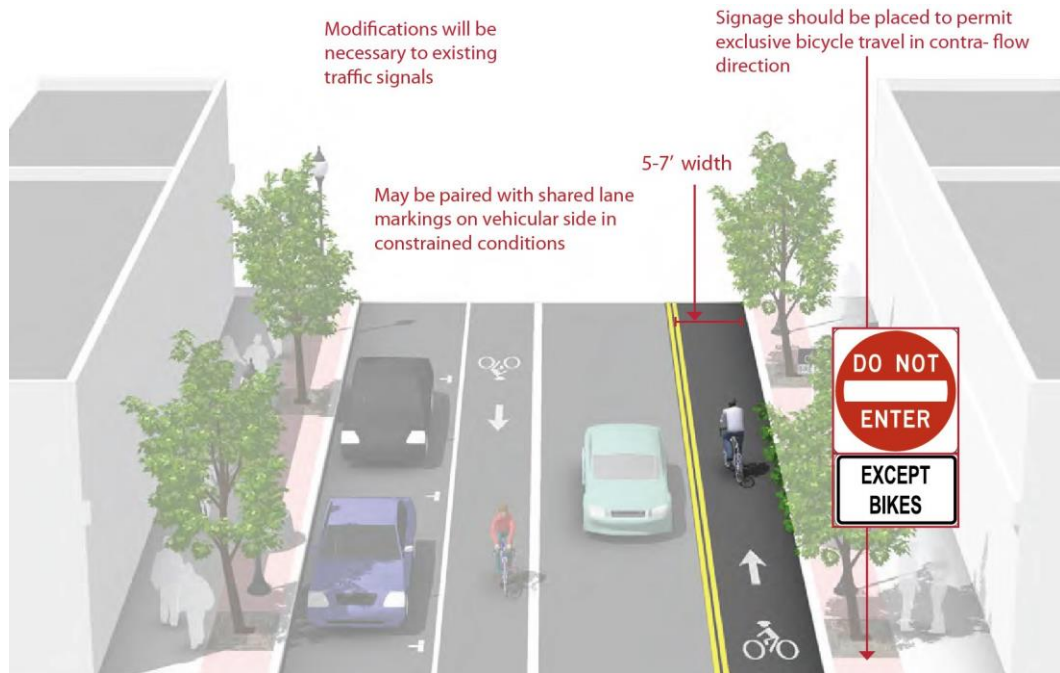 Modifications will be
necessary to existing
traffic signals
Signage should be placed to permit
exclusive bicycle travel in contra- flow
direction
5-7' width
May be paired with shared lane
markings on vehicular side in
constrained conditions
DO NOT
ENTER
EXCEPT
BIKES